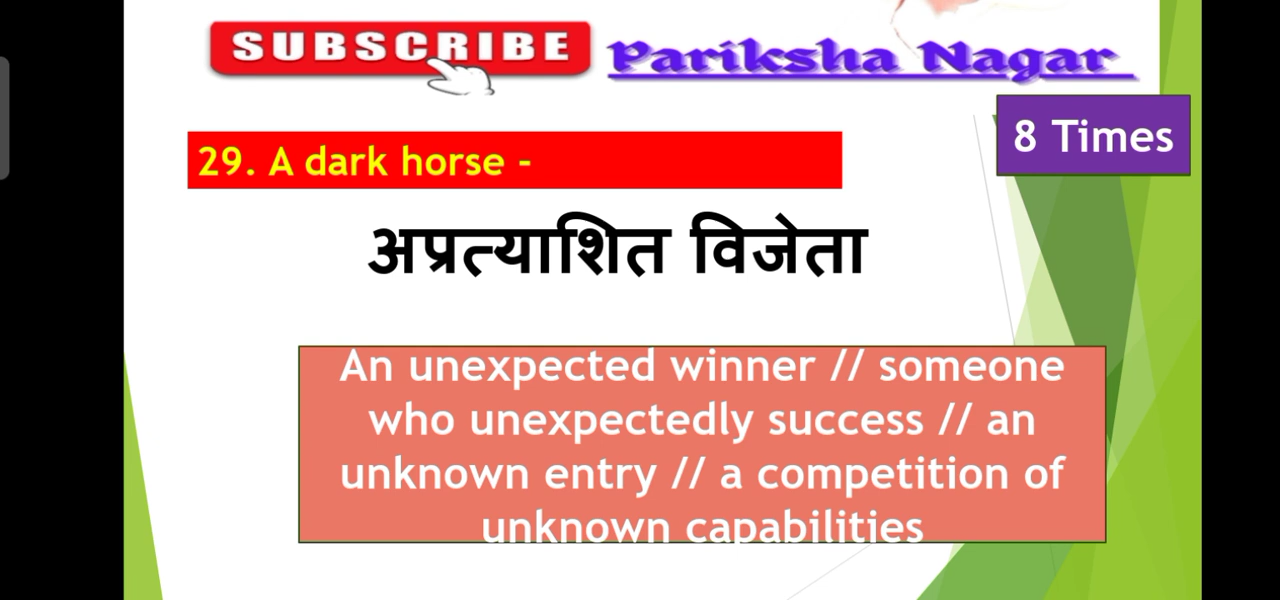 SUBSCRIBE
Pariksha Nagar
8 Times
29. A dark horse -
अप्रत्याशित विजेता
An unexpected winner // someone
who unexpectedly success // an
unknown entry // a competition of
unknown capabilities